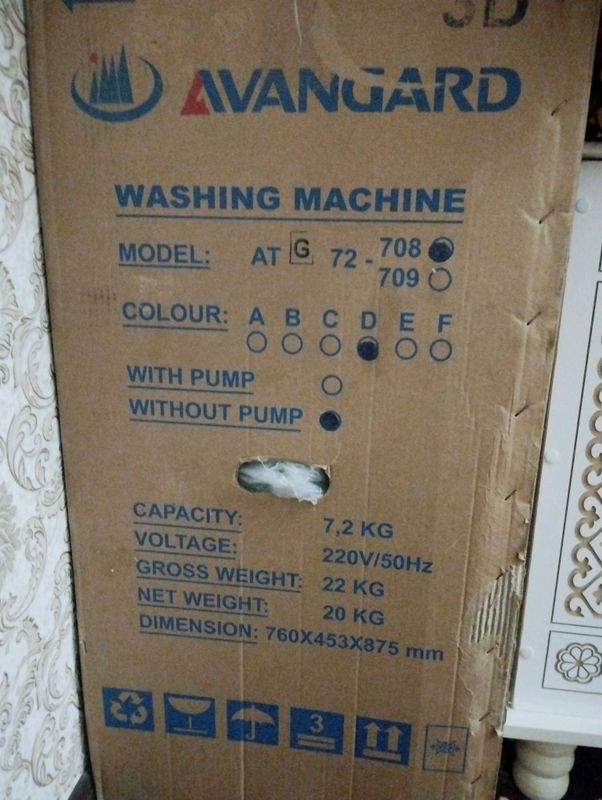 3D
AVANGARD
WASHING MACHINE
MODEL: AT G 72 - 708
709
COLOUR: A B C D E F
WITH PUMP
WITHOUT PUMP
CAPACITY: 7,2 KG
VOLTAGE: 220V/50Hz
GROSS WEIGHT: 22 KG
NET WEIGHT: 20 KG
DIMENSION: 760X453X875 mm
3